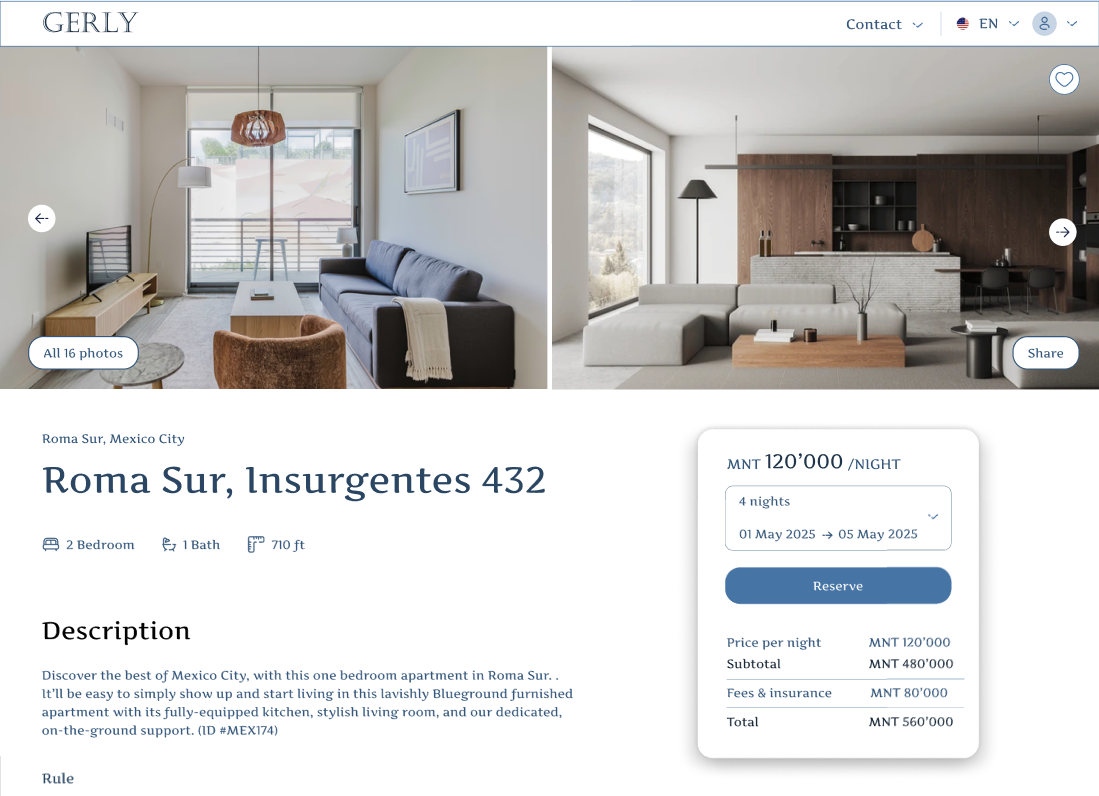 GERLY
Contact
EN
All 16 photos
Share
Roma Sur, Mexico City
Roma Sur, Insurgentes 432
2 Bedroom
1 Bath
710 ft
Description
Discover the best of Mexico City, with this one bedroom apartment in Roma Sur. .
It'll be easy to simply show up and start living in this lavishly Blueground furnished
apartment with its fully-equipped kitchen, stylish living room, and our dedicated,
on-the-ground support. (ID #MEX174)
Rule
MNT 120’000 /NIGHT
4 nights
01 May 2025 → 05 May 2025
Reserve
Price per night MNT 120’000
Subtotal MNT 480’000
Fees & insurance MNT 80’000
Total MNT 560’000